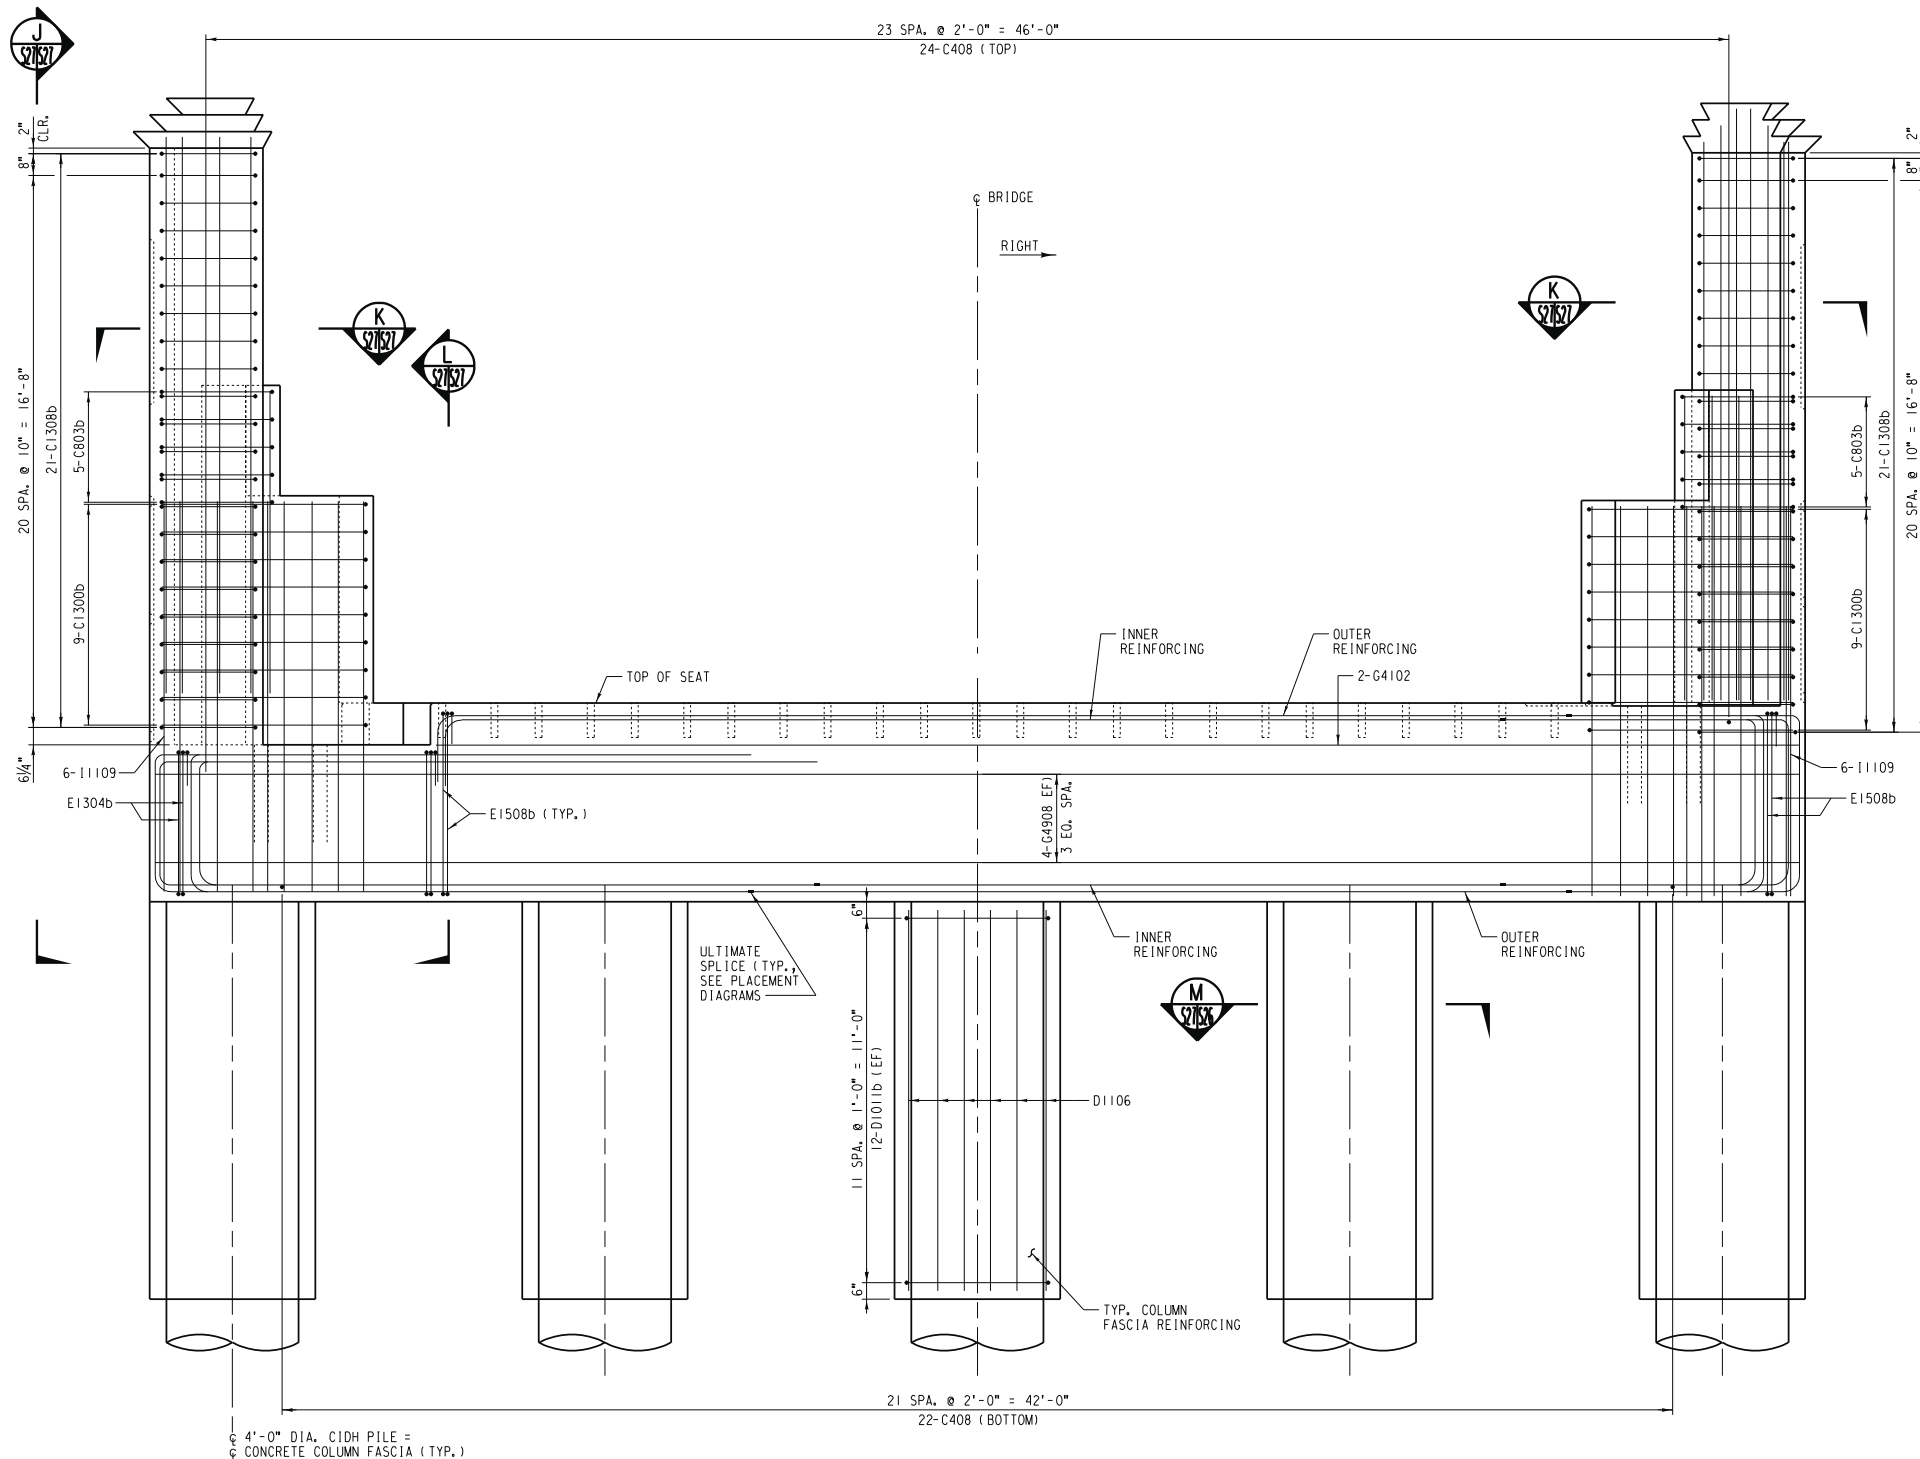 23 SPA. @ 2'-0" = 46'-0"
24-C408 (TOP)
J
S27 S27
2"
CLR.
8"
20 SPA. @ 10" = 16'-8"
21-C1308b
5-C803b
9-C1300b
6¼"
6-I1109
E1304b
K
S27 S27
L
S27 S27
℄ BRIDGE
RIGHT
K
S27 S27
2"
8"
20 SPA. @ 10" = 16'-8"
21-C1308b
5-C803b
9-C1300b
6-I1109
E1508b
TOP OF SEAT
INNER
REINFORCING
OUTER
REINFORCING
2-G4102
E1508b (TYP.)
4-G4908 EF)
3 EQ. SPA.
ULTIMATE
SPLICE (TYP.,
SEE PLACEMENT
DIAGRAMS
6"
11 SPA. @ 1'-0" = 11'-0"
12-D1011b (EF)
6"
INNER
REINFORCING
OUTER
REINFORCING
M
S27 S26
D1106
TYP. COLUMN
FASCIA REINFORCING
21 SPA. @ 2'-0" = 42'-0"
22-C408 (BOTTOM)
℄ 4'-0" DIA. CIDH PILE =
℄ CONCRETE COLUMN FASCIA (TYP.)